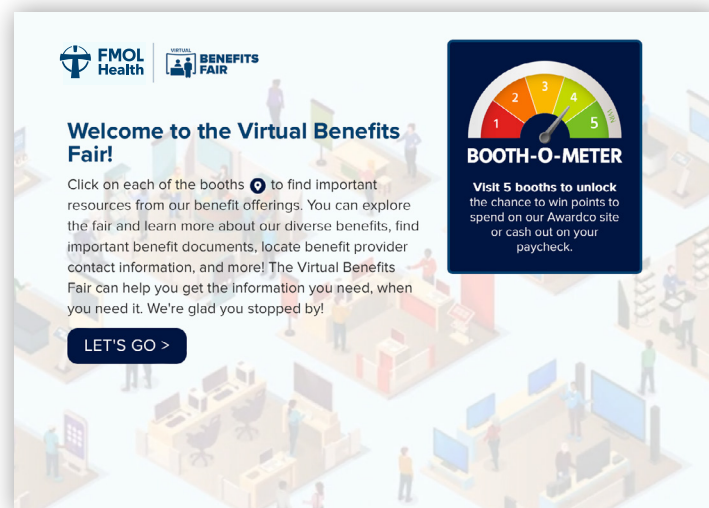 FMOL
Health
VIRTUAL
BENEFITS
FAIR
Welcome to the Virtual Benefits
Fair!
Click on each of the booths to find important
resources from our benefit offerings. You can explore
the fair and learn more about our diverse benefits, find
important benefit documents, locate benefit provider
contact information, and more! The Virtual Benefits
Fair can help you get the information you need, when
you need it. We're glad you stopped by!
LET'S GO >
1
2
3
4
5
WIN!
BOOTH-O-METER
Visit 5 booths to unlock
the chance to win points to
spend on our Awardco site
or cash out on your
paycheck.